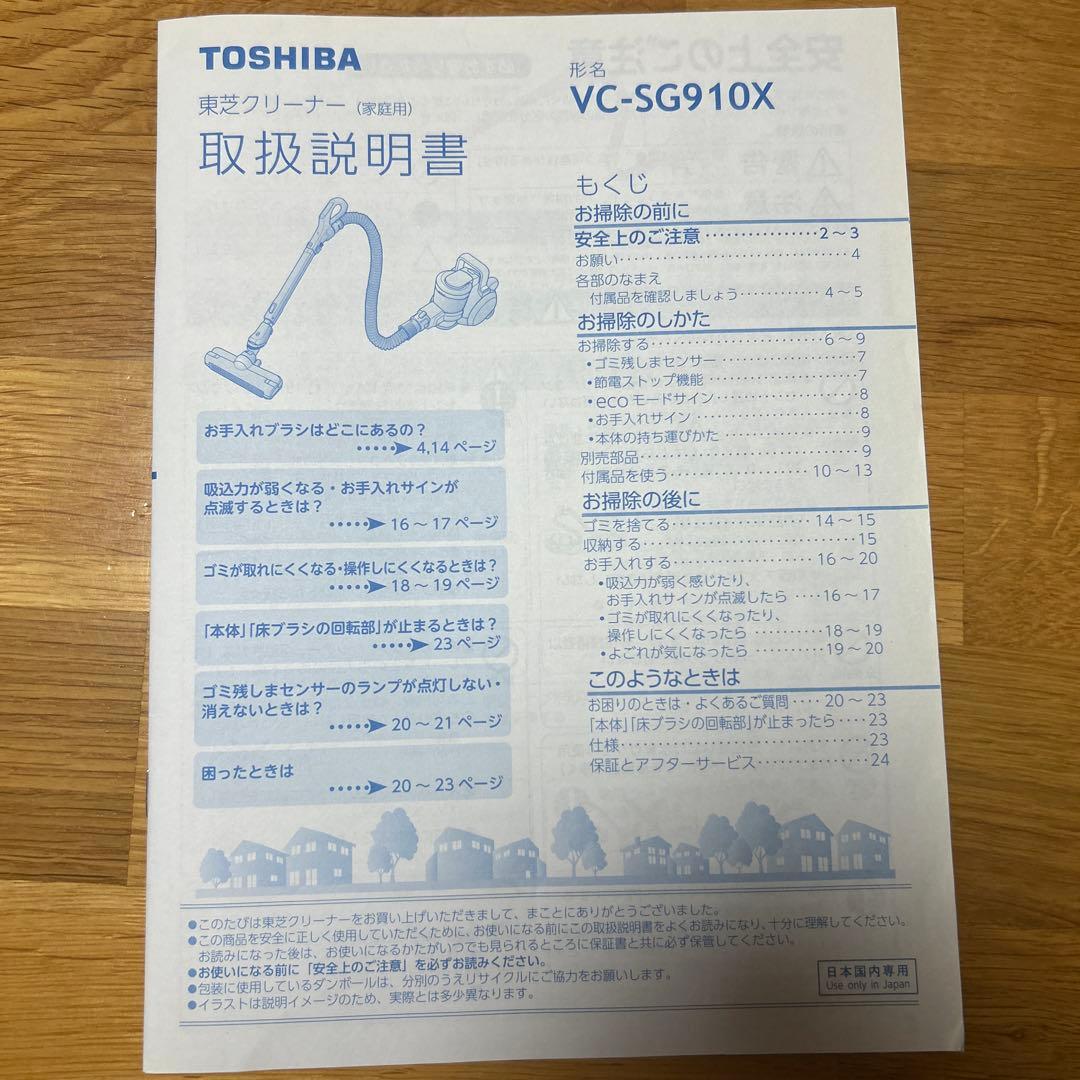 TOSHIBA
東芝クリーナー（家庭用）
取扱説明書
形名
VC-SG910X
お手入れブラシはどこにあるの？
4,14 ページ
吸込力が弱くなる・お手入れサインが
点滅するときは？
16～17 ページ
ゴミが取れにくくなる・操作しにくくなるときは？
18～19 ページ
「本体」「床ブラシの回転部」が止まるときは？
23 ページ
ゴミ残しまセンサーのランプが点灯しない・
消えないときは？
20～21 ページ
困ったときは
20～23 ページ
もくじ
お掃除の前に
安全上のご注意 ················ 2～3
お願い ································ 4
各部のなまえ
付属品を確認しましょう ············ 4～5
お掃除のしかた
お掃除する ························ 6～9
・ゴミ残しまセンサー ··················· 7
・節電ストップ機能 ····················· 7
・eco モードサイン ···················· 8
・お手入れサイン ························ 8
・本体の持ち運びかた ··················· 9
別売部品 ······························ 9
付属品を使う ···················· 10～13
お掃除の後に
ゴミを捨てる ···················· 14～15
収納する ······························ 15
お手入れする ···················· 16～20
・吸込力が弱く感じたり、
お手入れサインが点滅したら ···· 16～17
・ゴミが取れにくくなったり、
操作しにくくなったら ·········· 18～19
・よごれが気になったら ·········· 19～20
このようなときは
お困りのときは・よくあるご質問 ···· 20～23
「本体」「床ブラシの回転部」が止まったら ···· 23
仕様 ·································· 23
保証とアフターサービス ··············· 24
●このたびは東芝クリーナーをお買い上げいただきまして、まことにありがとうございました。
●この商品を安全に正しく使用していただくために、お使いになる前にこの取扱説明書をよくお読みになり、十分に理解してください。
お読みになった後は、お使いになるかたがいつでも見られるところに保証書と共に必ず保管してください。
●お使いになる前に「安全上のご注意」を必ずお読みください。
●包装に使用しているダンボールは、分別のうえリサイクルにご協力をお願いします。
●イラストは説明イメージのため、実際とは多少異なります。
日本国内専用
Use only in Japan